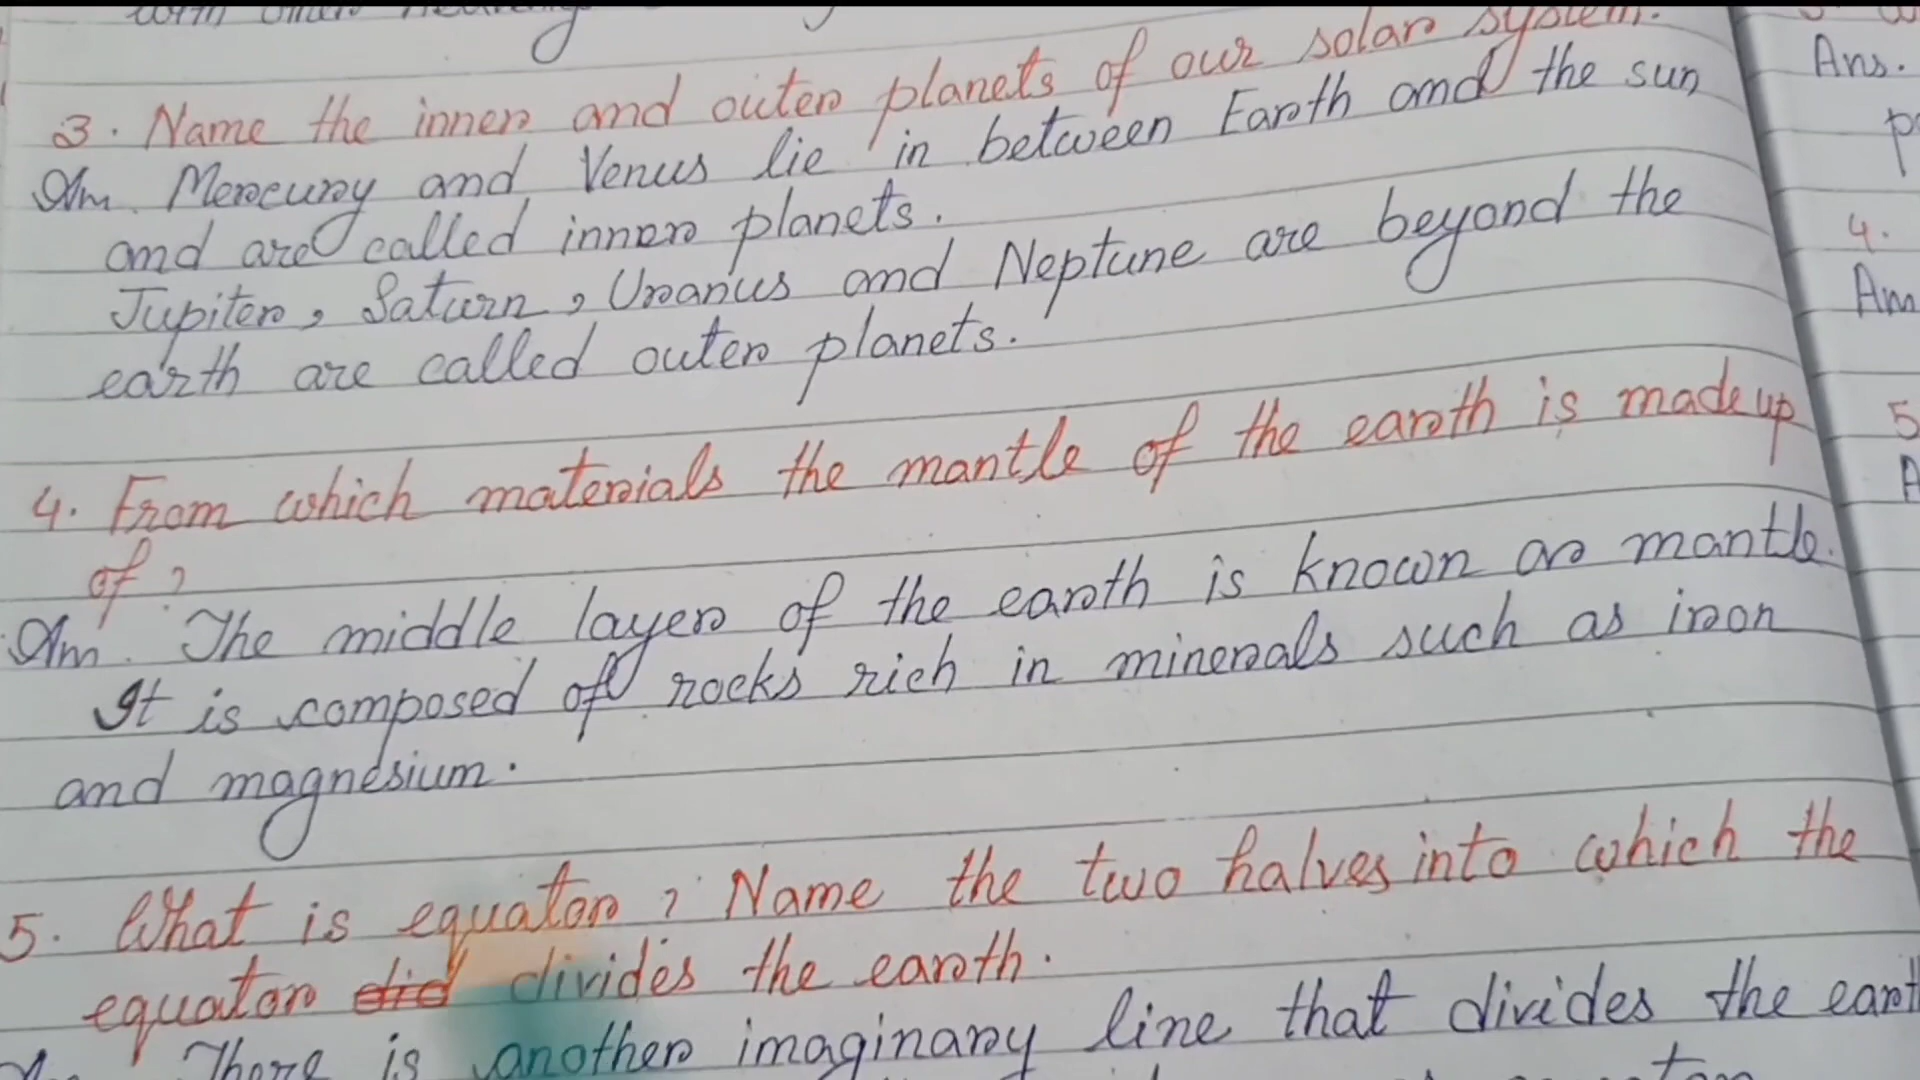 with other heavenly
3. Name the inner and outer planets of our solar system.
Ans. Mercury and Venus lie in between Earth and the sun
and are called inner planets.
Jupiter, Saturn, Uranus and Neptune are beyond the
earth are called outer planets.
4. From which materials the mantle of the earth is made up
of?
Ans. The middle layer of the earth is known as mantle.
It is composed of rocks rich in minerals such as iron
and magnesium.
5. What is equator? Name the two halves into which the
equator did divides the earth.
There is another imaginary line that divides the eart
Ans.
4.
Ans
5
A